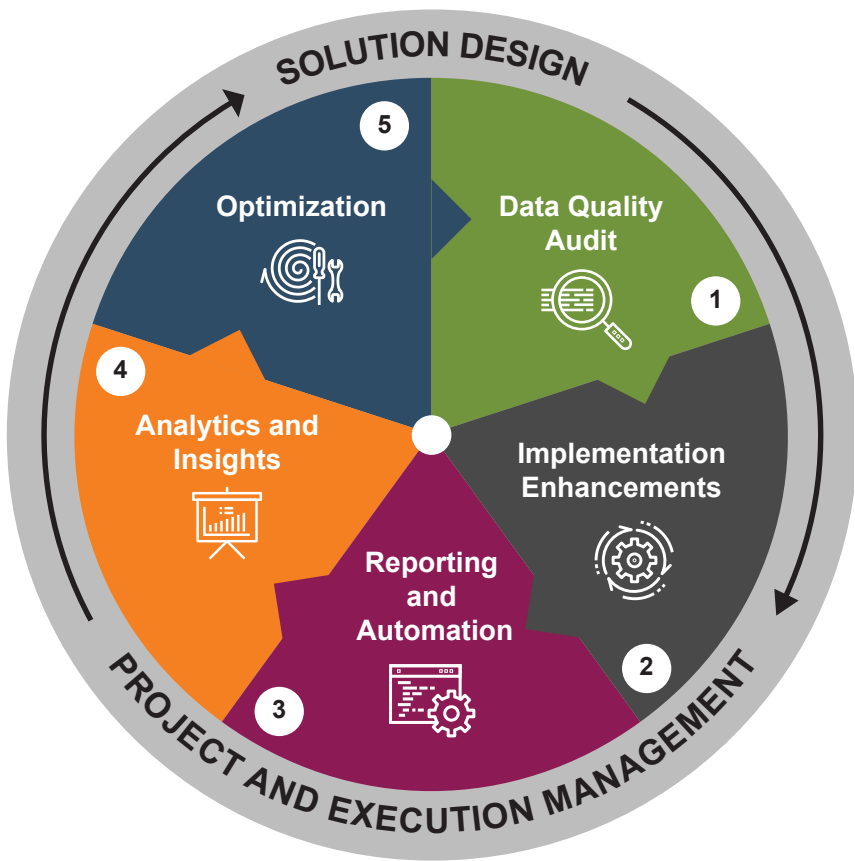 SOLUTION DESIGN
5
Optimization
Data Quality
Audit
1
4
Analytics and
Insights
Implementation
Enhancements
Reporting
and
Automation
2
3
PROJECT AND EXECUTION MANAGEMENT